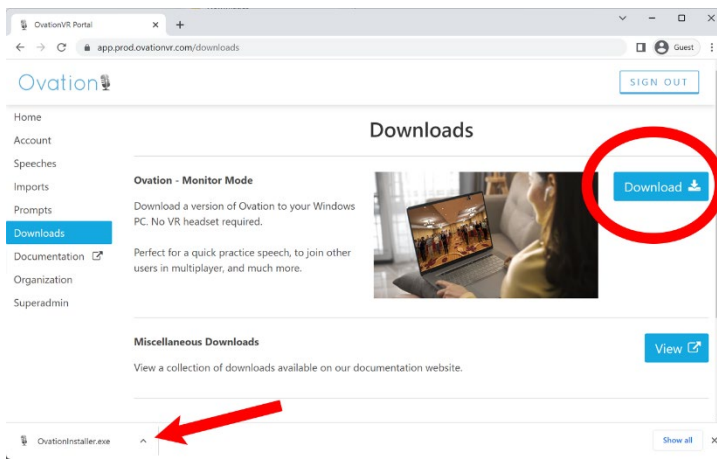 OvationVR Portal
app.prod.ovationvr.com/downloads
Guest
Ovation
SIGN OUT
Home
Account
Speeches
Imports
Prompts
Downloads
Documentation
Organization
Superadmin
Downloads
Ovation - Monitor Mode
Download a version of Ovation to your Windows
PC. No VR headset required.
Perfect for a quick practice speech, to join other
users in multiplayer, and much more.
Download
Miscellaneous Downloads
View a collection of downloads available on our documentation website.
View
OvationInstaller.exe
Show all